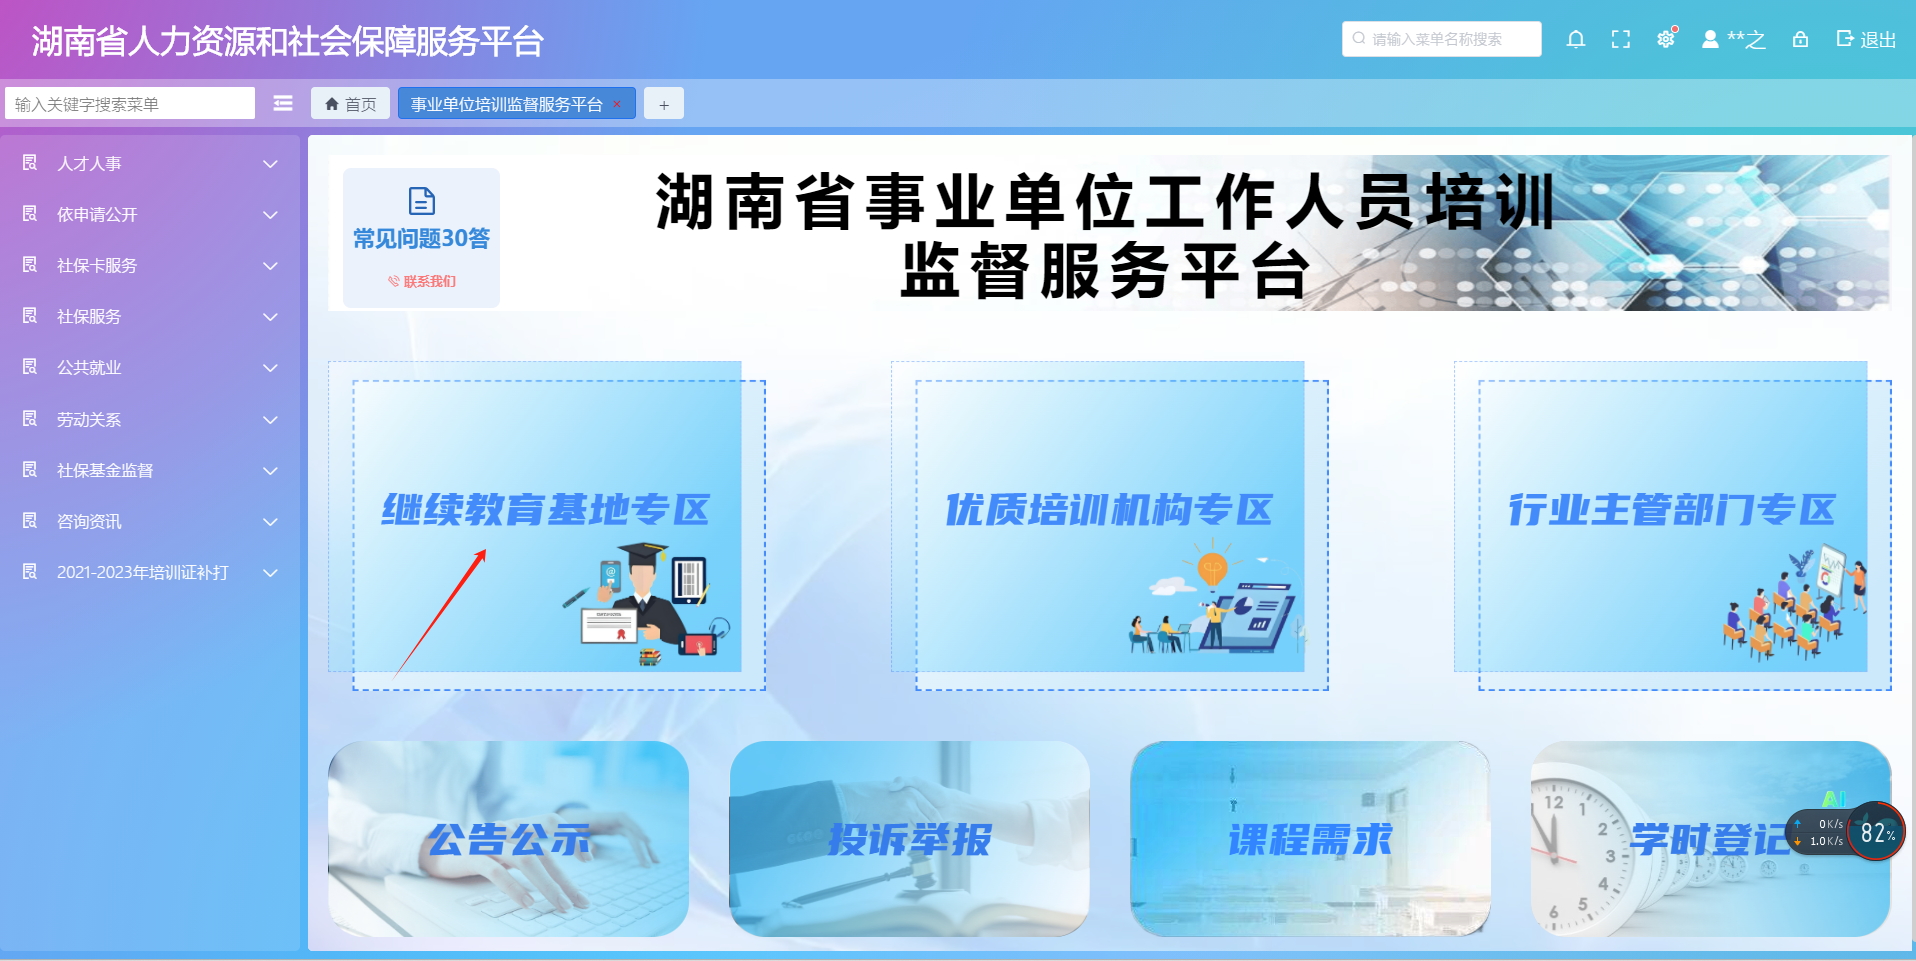 湖南省人力资源和社会保障服务平台
请输入菜单名称搜索
**之
退出
输入关键字搜索菜单
首页
事业单位培训监督服务平台 ×
+
人才人事
依申请公开
社保卡服务
社保服务
公共就业
劳动关系
社保基金监督
咨询资讯
2021-2023年培训证补打
常见问题30答
联系我们
湖南省事业单位工作人员培训
监督服务平台
继续教育基地专区
优质培训机构专区
行业主管部门专区
公告公示
投诉举报
课程需求
学时登记
12
1
2
3
4
5
6
AI
0K/s
1.0K/s
82%